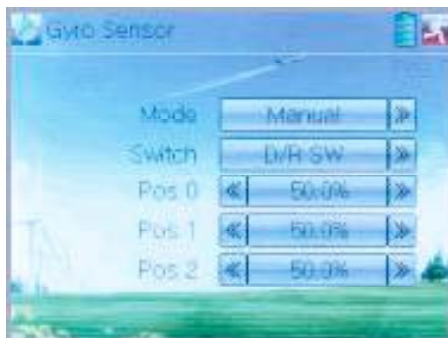 Gyro Sensor
Mode Manual
Switch D/R SW
Pos 0 50.0%
Pos 1 50.0%
Pos 2 50.0%